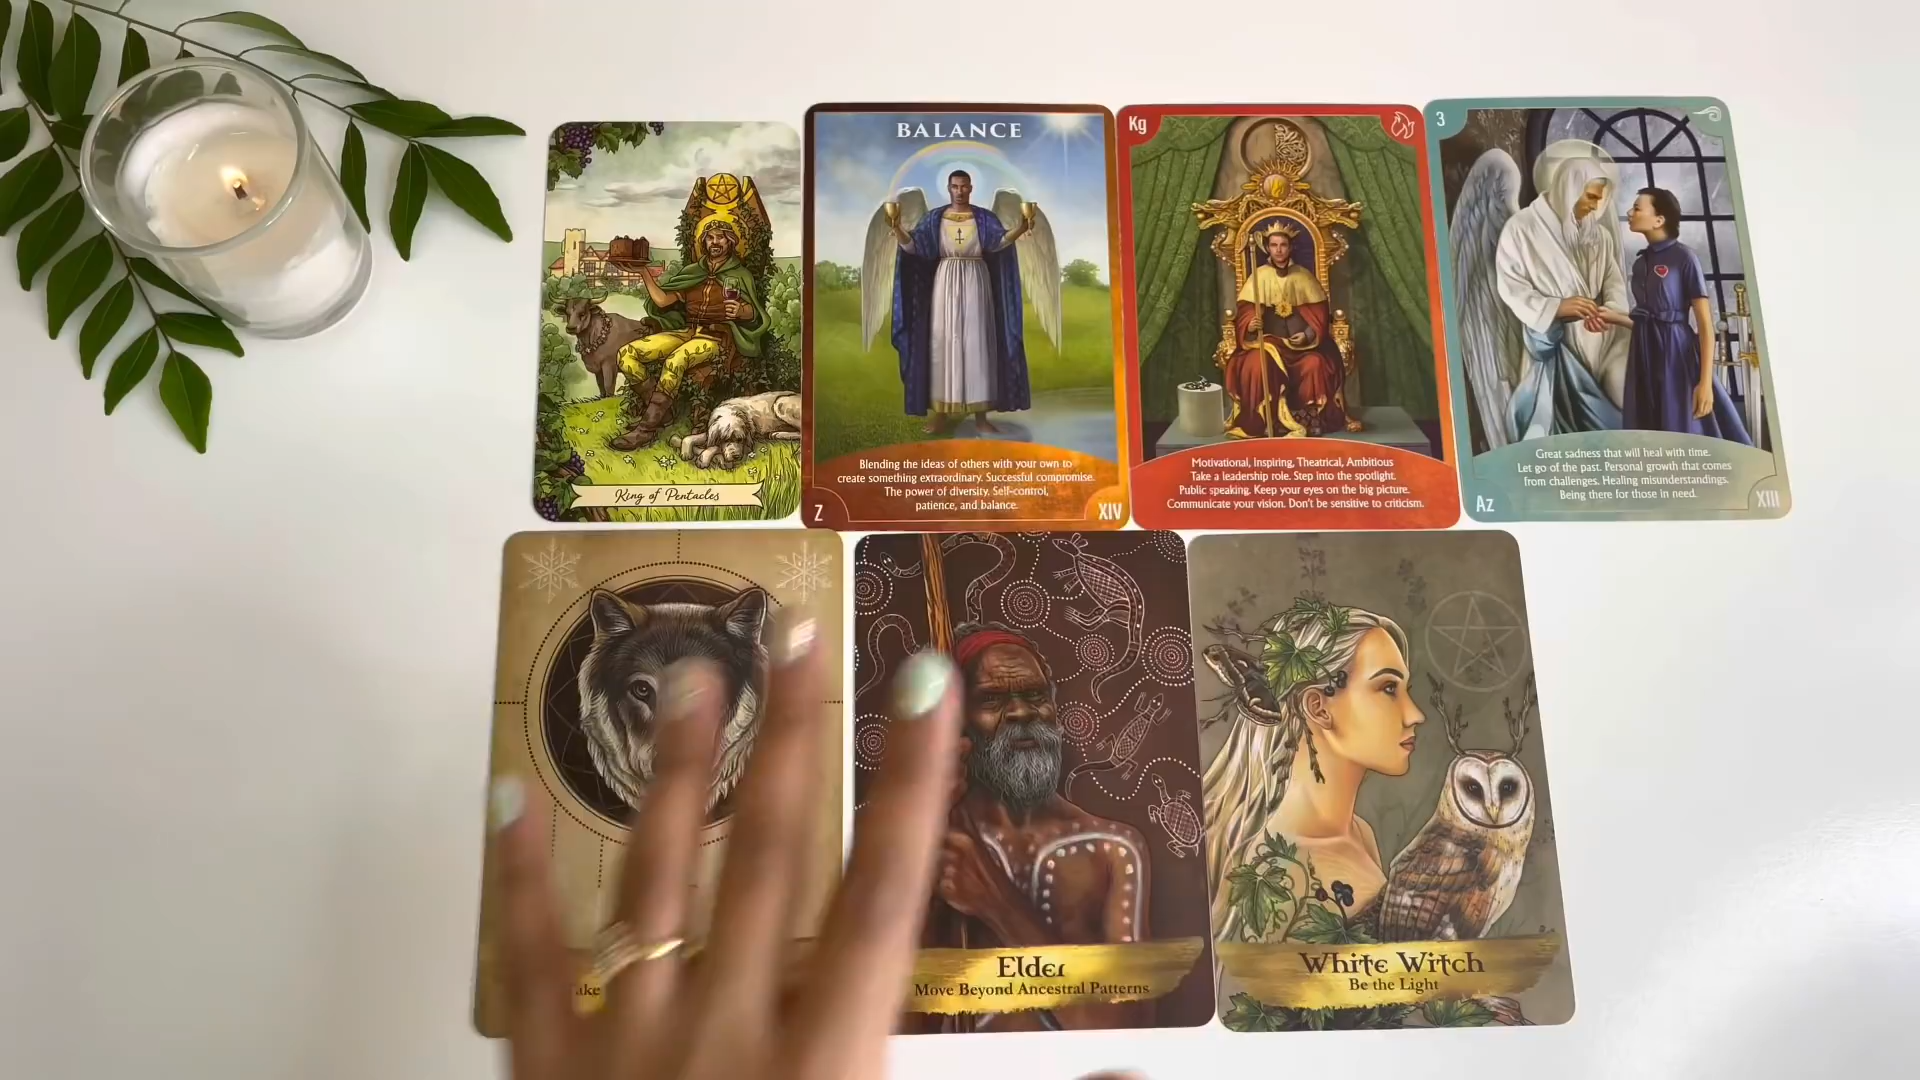 King of Pentacles
BALANCE
Blending the ideas of others with your own to
create something extraordinary. Successful compromise.
The power of diversity. Self-control,
patience, and balance.
Z
XIV
Kg
Motivational, Inspiring, Theatrical, Ambitious
Take a leadership role. Step into the spotlight.
Public speaking. Keep your eyes on the big picture.
Communicate your vision. Don't be sensitive to criticism.
3
Great sadness that will heal with time.
Let go of the past. Personal growth that comes
from challenges. Healing misunderstandings.
Being there for those in need.
Az
XIII
Elder
Move Beyond Ancestral Patterns
White Witch
Be the Light